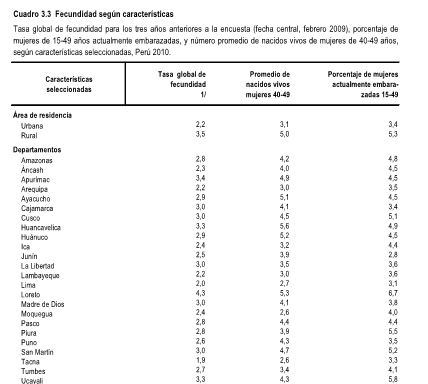 Cuadro 3.3 Fecundidad según características
Tasa global de fecundidad para los tres años anteriores a la encuesta (fecha central, febrero 2009), porcentaje de
mujeres de 15-49 años actualmente embarazadas, y número promedio de nacidos vivos de mujeres de 40-49 años,
según características seleccionadas, Perú 2010.
Características seleccionadas Tasa global de fecundidad 1/ Promedio de nacidos vivos mujeres 40-49 Porcentaje de mujeres actualmente embara-zadas 15-49
Área de residencia
Urbana 2,2 3,1 3,4
Rural 3,5 5,0 5,3
Departamentos
Amazonas 2,8 4,2 4,8
Áncash 2,3 4,0 4,5
Apurímac 3,4 4,9 4,5
Arequipa 2,2 3,0 3,5
Ayacucho 2,9 5,1 4,5
Cajamarca 3,0 4,1 3,4
Cusco 3,0 4,5 5,1
Huancavelica 3,3 5,6 4,9
Huánuco 2,9 5,2 4,5
Ica 2,4 3,2 4,4
Junín 2,5 3,9 2,8
La Libertad 3,0 3,5 3,6
Lambayeque 2,2 3,0 3,6
Lima 2,0 2,7 3,1
Loreto 4,3 5,3 6,7
Madre de Dios 3,0 4,1 3,8
Moquegua 2,4 2,6 4,0
Pasco 2,8 4,4 4,4
Piura 2,8 3,9 5,5
Puno 2,6 4,3 3,5
San Martín 3,0 4,7 5,2
Tacna 1,9 2,6 3,3
Tumbes 2,7 3,4 4,1
Ucayali 3,3 4,3 5,8